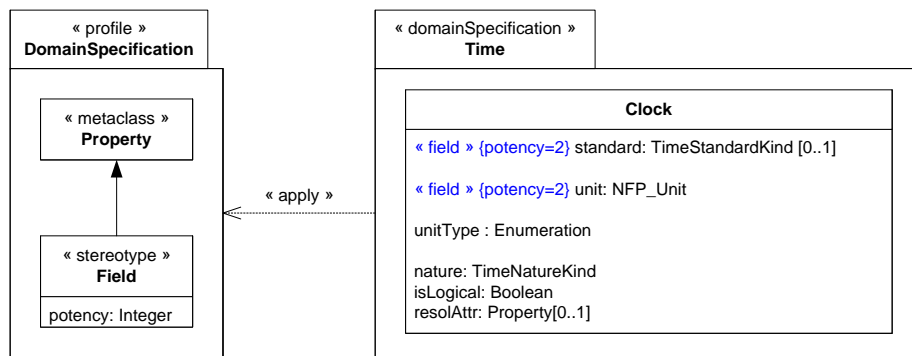 « profile »
DomainSpecification
« metaclass »
Property
« stereotype »
Field
potency: Integer
« apply »
« domainSpecification »
Time
Clock
« field » {potency=2} standard: TimeStandardKind [0..1]
« field » {potency=2} unit: NFP_Unit
unitType : Enumeration
nature: TimeNatureKind
isLogical: Boolean
resolAttr: Property[0..1]